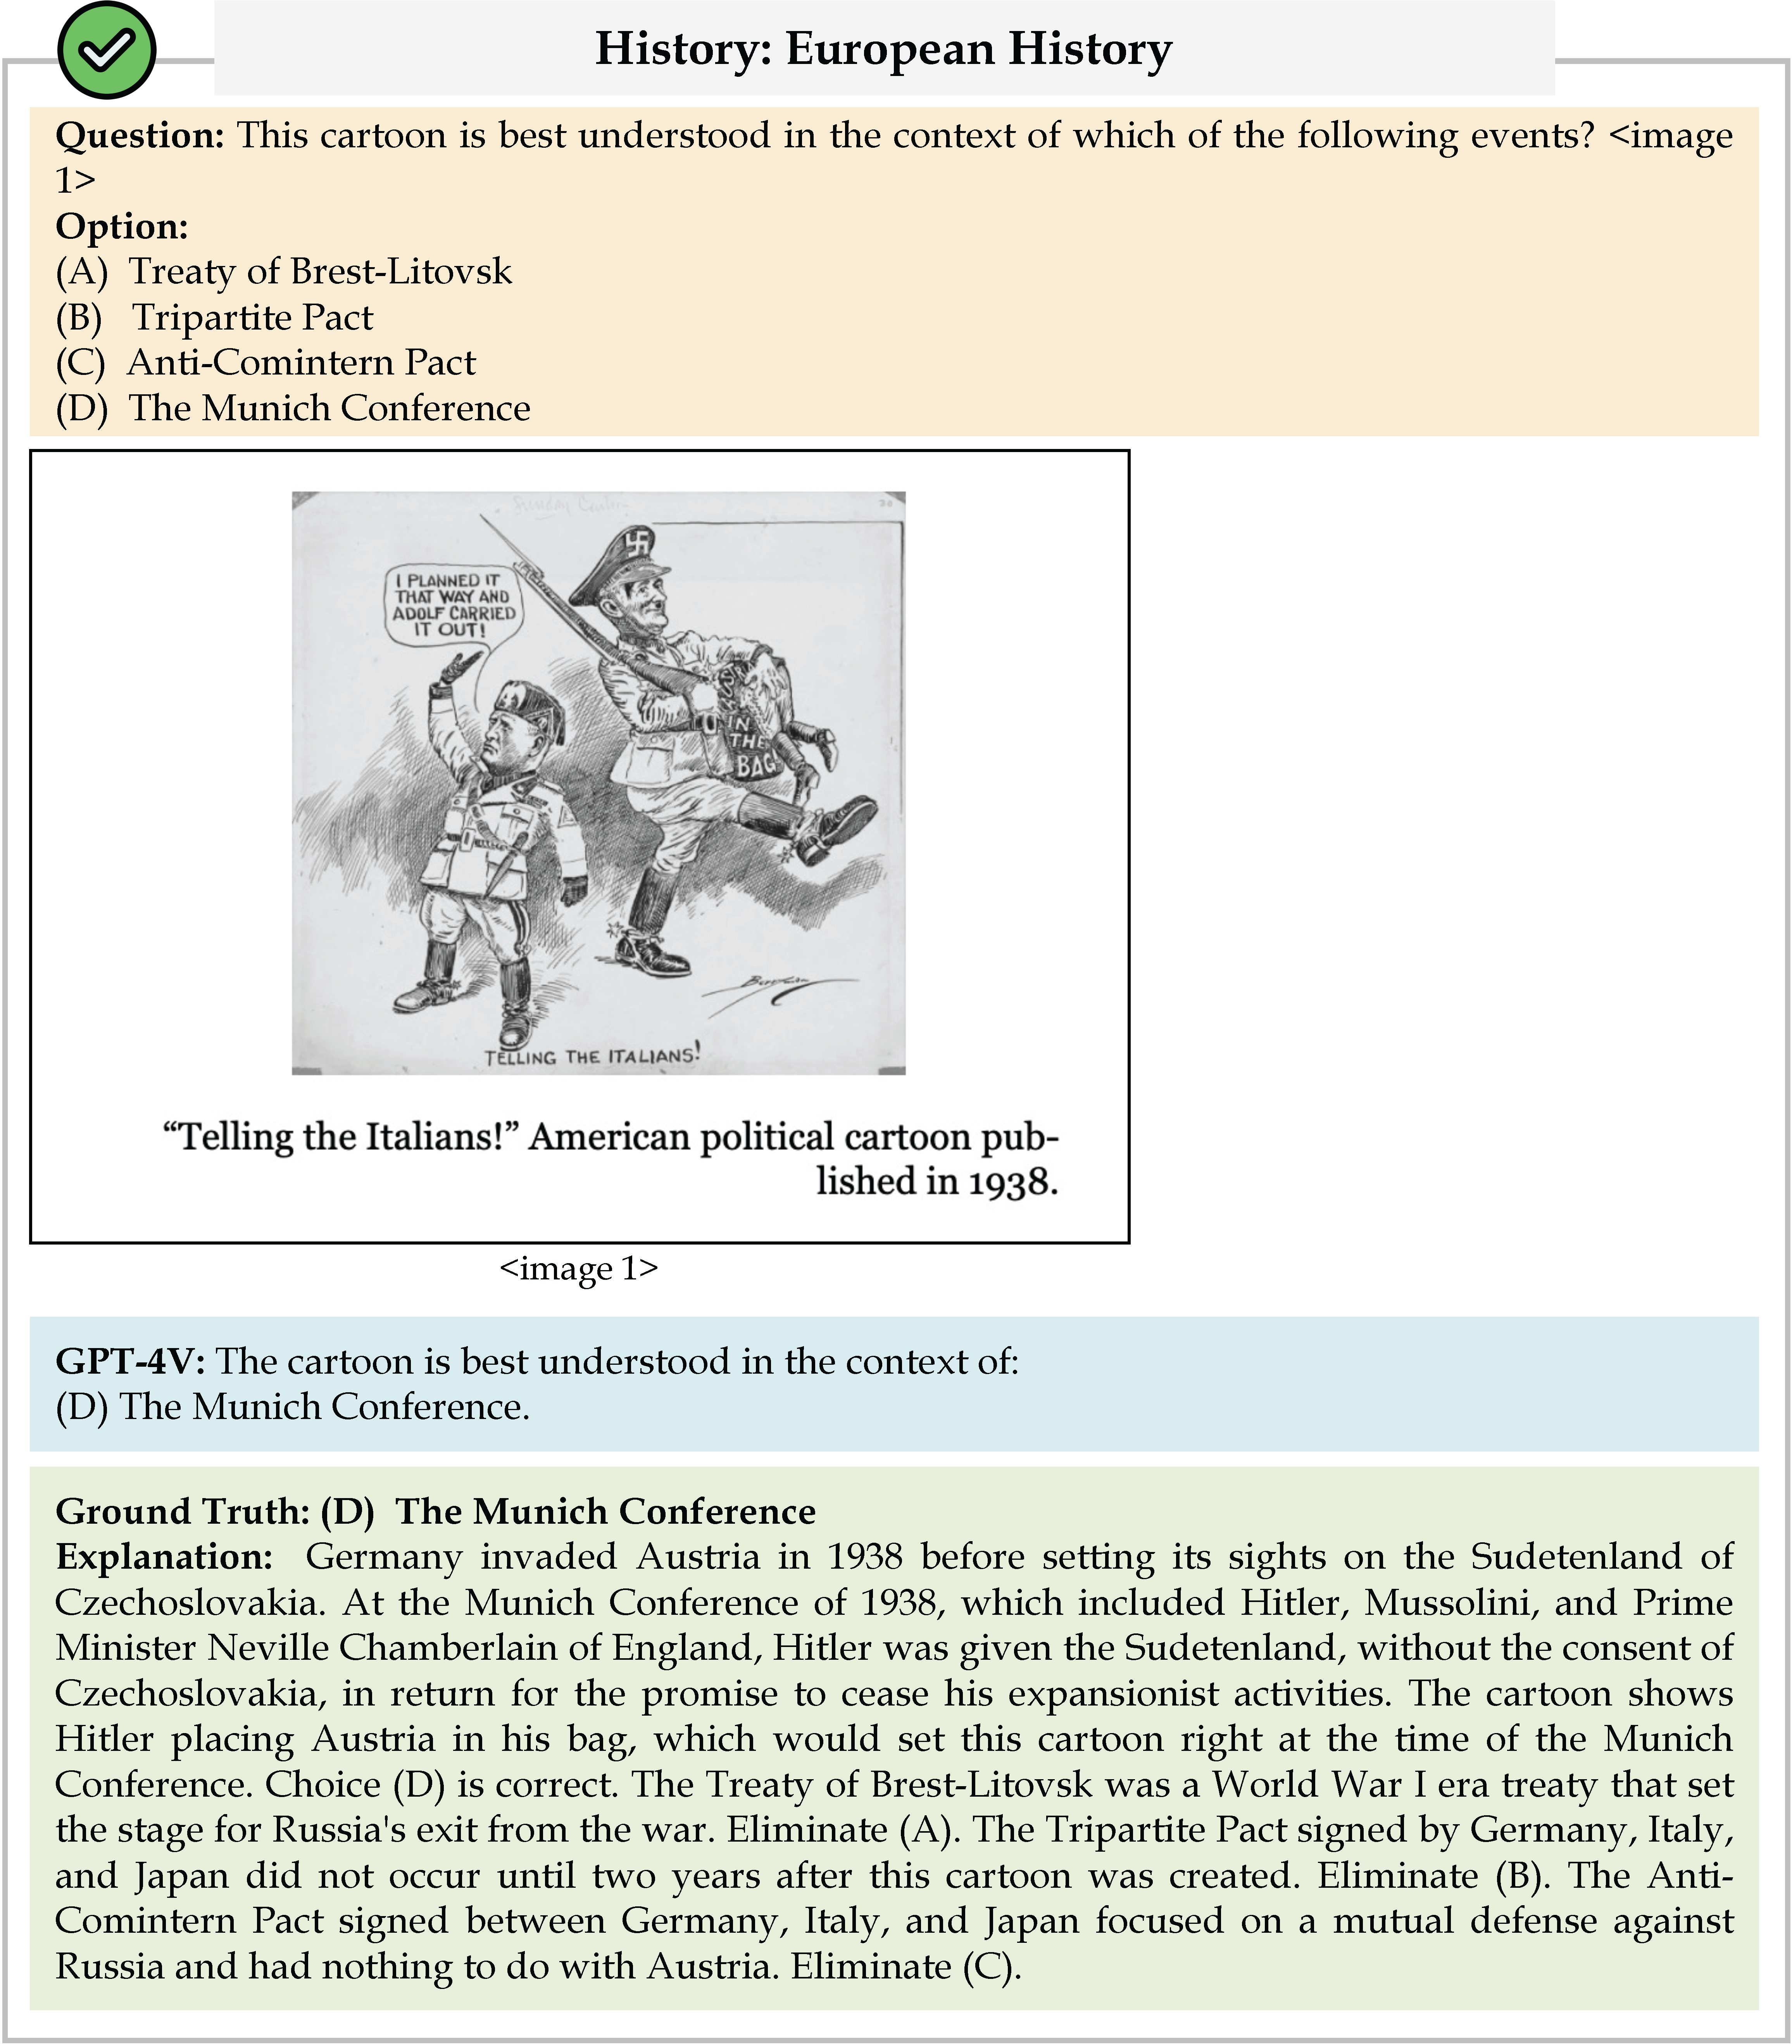 History: European History
Question: This cartoon is best understood in the context of which of the following events? <image
1>
Option:
(A) Treaty of Brest-Litovsk
(B) Tripartite Pact
(C) Anti-Comintern Pact
(D) The Munich Conference
Sunday Cartoon
I PLANNED IT
THAT WAY AND
ADOLF CARRIED
IT OUT!
IN
THE
BAG!
TELLING THE ITALIANS!
“Telling the Italians!” American political cartoon pub-
lished in 1938.
<image 1>
GPT-4V: The cartoon is best understood in the context of:
(D) The Munich Conference.
Ground Truth: (D) The Munich Conference
Explanation: Germany invaded Austria in 1938 before setting its sights on the Sudetenland of
Czechoslovakia. At the Munich Conference of 1938, which included Hitler, Mussolini, and Prime
Minister Neville Chamberlain of England, Hitler was given the Sudetenland, without the consent of
Czechoslovakia, in return for the promise to cease his expansionist activities. The cartoon shows
Hitler placing Austria in his bag, which would set this cartoon right at the time of the Munich
Conference. Choice (D) is correct. The Treaty of Brest-Litovsk was a World War I era treaty that set
the stage for Russia's exit from the war. Eliminate (A). The Tripartite Pact signed by Germany, Italy,
and Japan did not occur until two years after this cartoon was created. Eliminate (B). The Anti-
Comintern Pact signed between Germany, Italy, and Japan focused on a mutual defense against
Russia and had nothing to do with Austria. Eliminate (C).